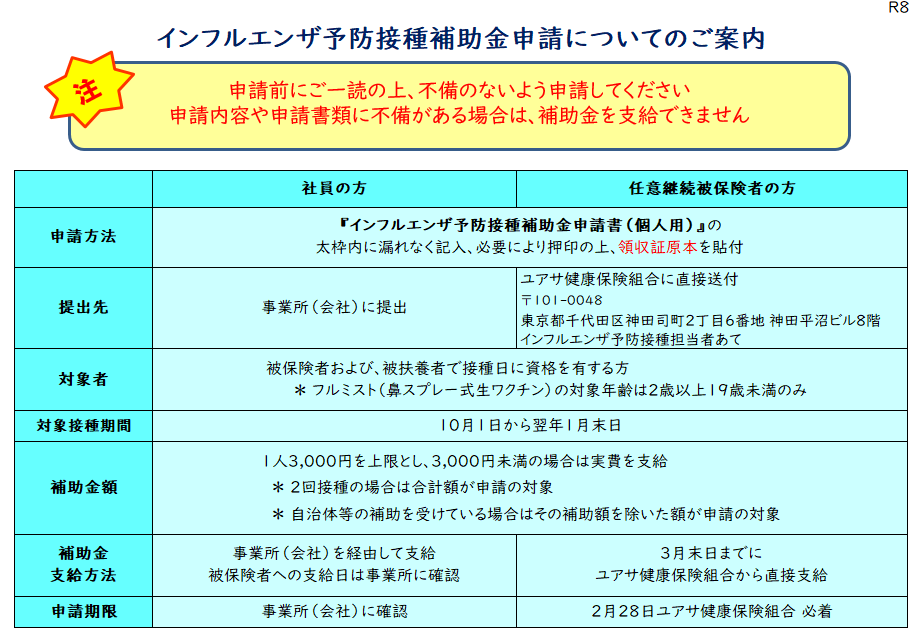 R8
インフルエンザ予防接種補助金申請についてのご案内
注
申請前にご一読の上、不備のないよう申請してください
申請内容や申請書類に不備がある場合は、補助金を支給できません
社員の方
任意継続被保険者の方
申請方法
『インフルエンザ予防接種補助金申請書（個人用）』の
太枠内に漏れなく記入、必要により押印の上、領収証原本を貼付
提出先
事業所（会社）に提出
ユアサ健康保険組合に直接送付
〒101-0048
東京都千代田区神田司町2丁目6番地 神田平沼ビル8階
インフルエンザ予防接種担当者あて
対象者
被保険者および、被扶養者で接種日に資格を有する方
＊ フルミスト（鼻スプレー式生ワクチン）の対象年齢は2歳以上19歳未満のみ
対象接種期間
10月1日から翌年1月末日
補助金額
1人3,000円を上限とし、3,000円未満の場合は実費を支給
＊ 2回接種の場合は合計額が申請の対象
＊ 自治体等の補助を受けている場合はその補助額を除いた額が申請の対象
補助金
支給方法
事業所（会社）を経由して支給
被保険者への支給日は事業所に確認
3月末日までに
ユアサ健康保険組合から直接支給
申請期限
事業所（会社）に確認
2月28日ユアサ健康保険組合 必着